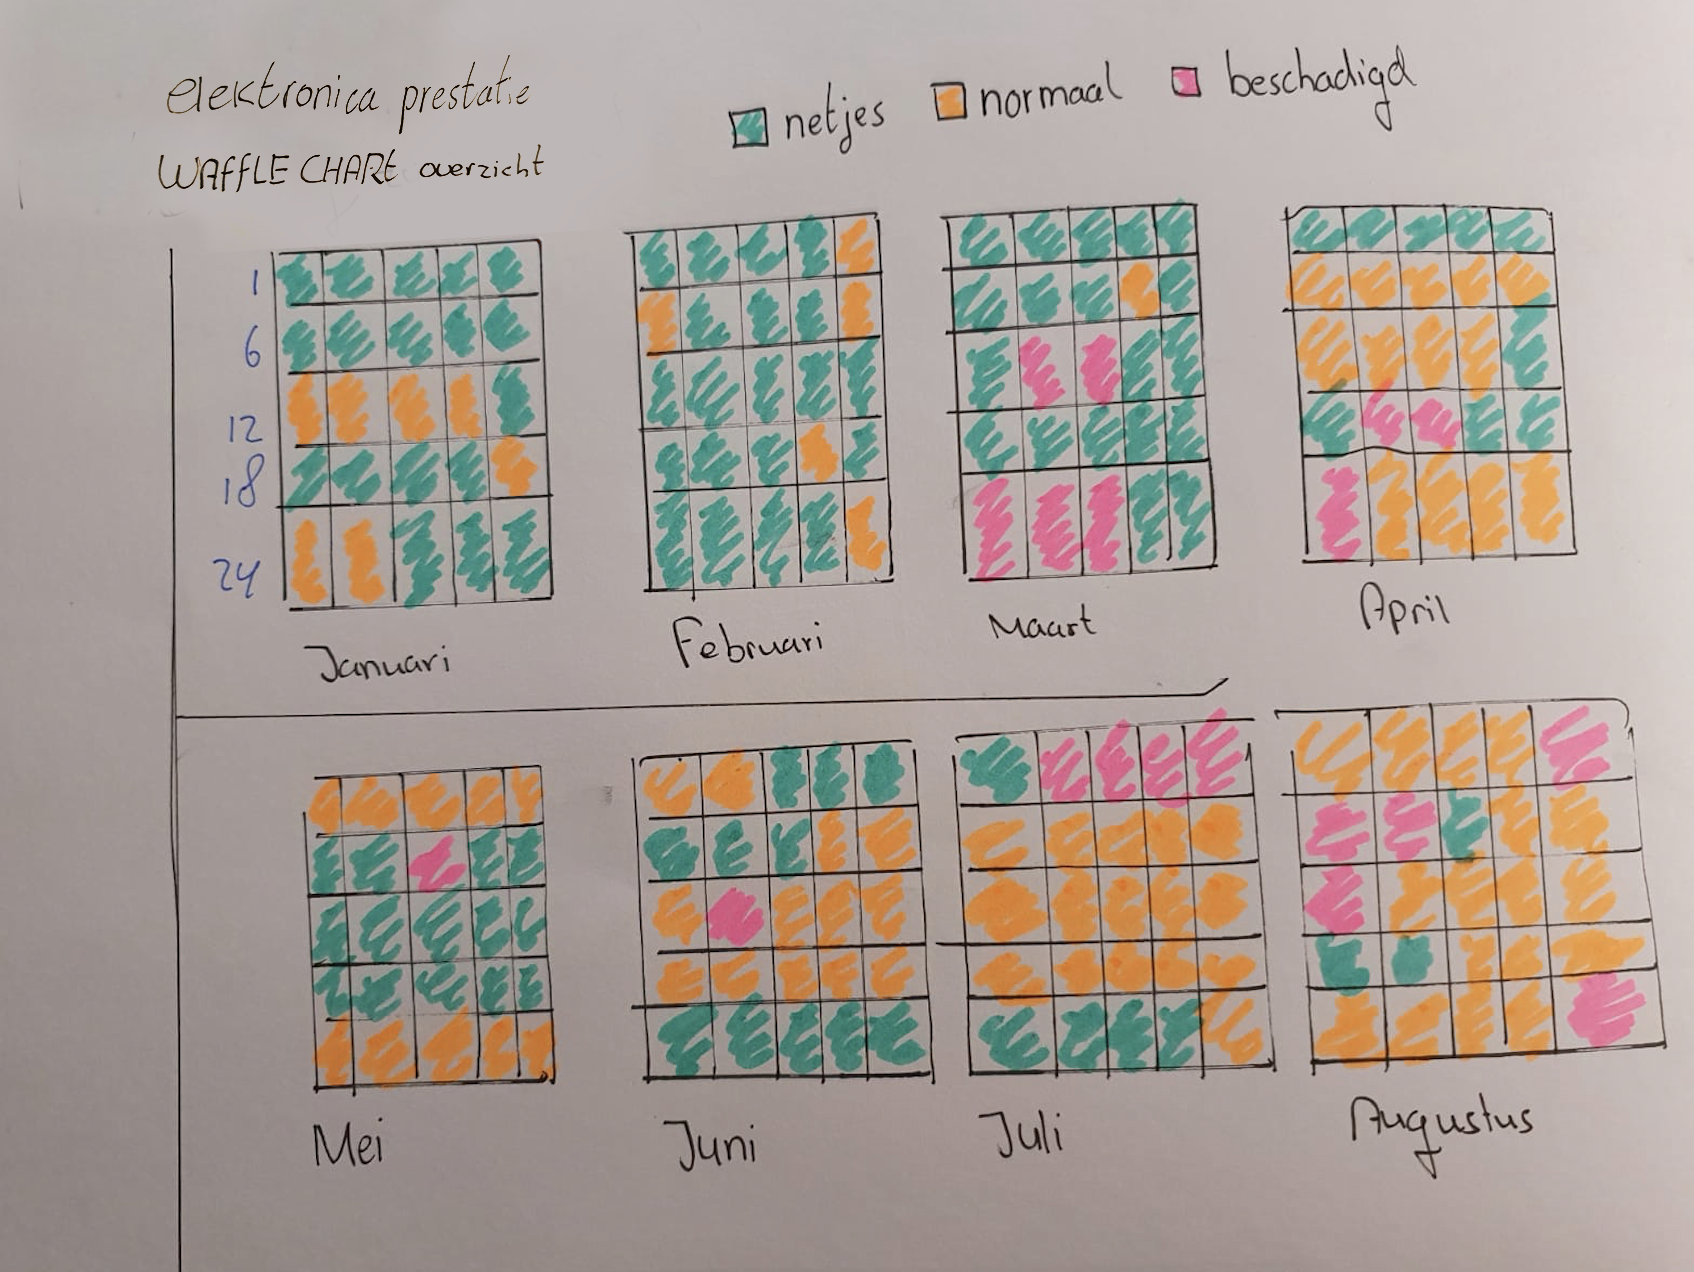 elektronica prestatie
WAFFLE CHART overzicht
netjes
normaal
beschadigd
1
6
12
18
24
Januari
Februari
Maart
April
Mei
Juni
Juli
Augustus